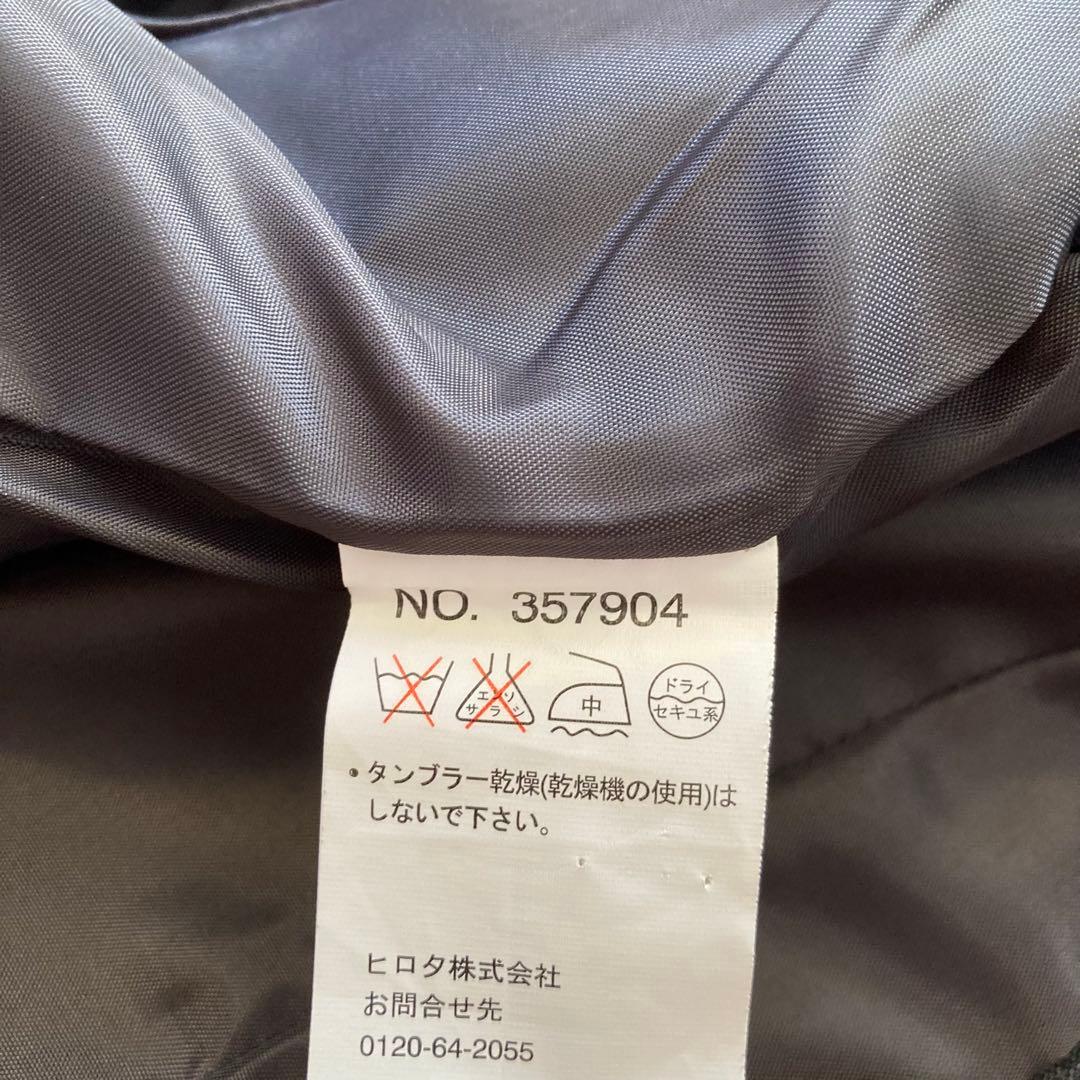 NO. 357904
エンソ
サラシ
中
ドライ
セキユ系
・タンブラー乾燥(乾燥機の使用)は
しないで下さい。
ヒロタ株式会社
お問合せ先
0120-64-2055